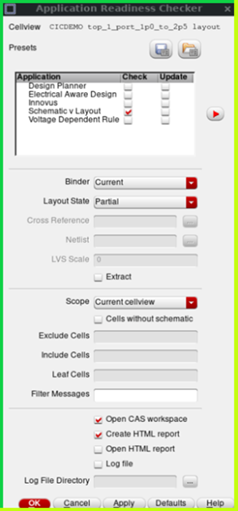 Application Readiness Checker
Cellview CICDEMO top_1_port_1p0_to_2p5 layout
Presets
Application Check Update
Design Planner
Electrical Aware Design
Innovus
Schematic v Layout
Voltage Dependent Rule
Binder Current
Layout State Partial
Cross Reference
Netlist
LVS Scale 0
Extract
Scope Current cellview
Cells without schematic
Exclude Cells
Include Cells
Leaf Cells
Filter Messages
Open CAS workspace
Create HTML report
Open HTML report
Log file
Log File Directory ...
OK Cancel Apply Defaults Help